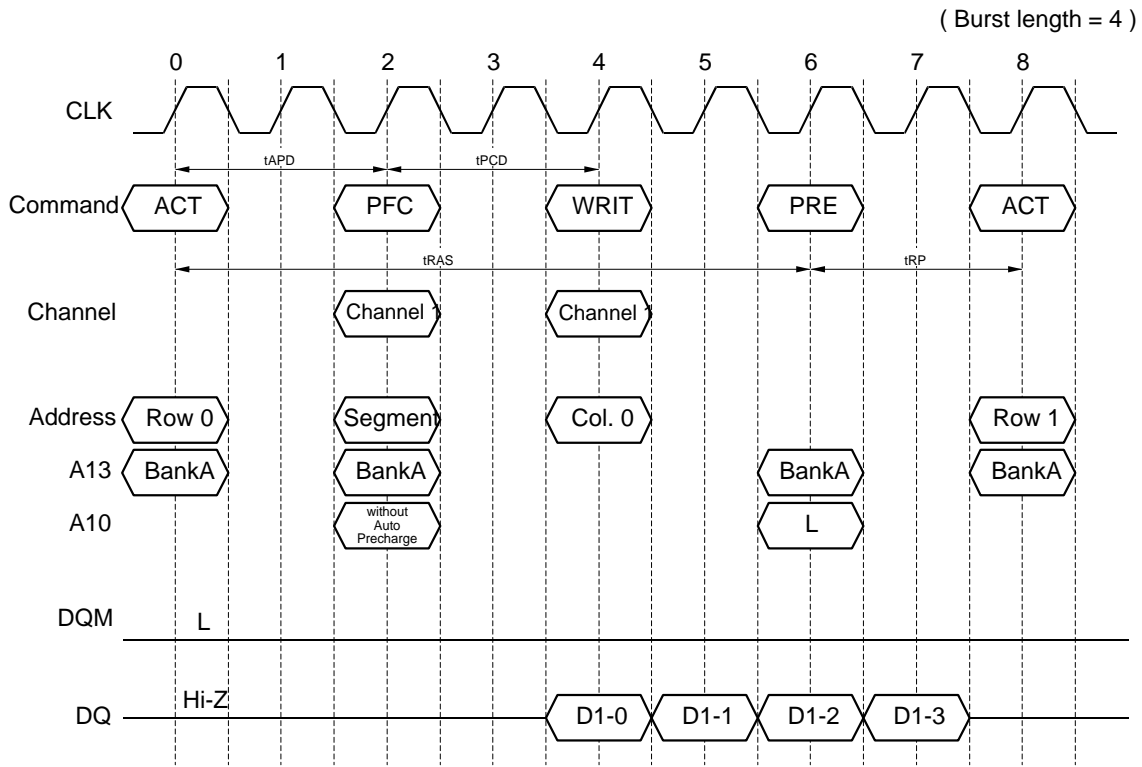 ( Burst length = 4 )
0 1 2 3 4 5 6 7 8
CLK
tAPD tPCD
Command ACT PFC WRIT PRE ACT
tRAS tRP
Channel Channel 1 Channel 1
Address Row 0 Segment Col. 0 Row 1
A13 BankA BankA BankA BankA
A10 without
Auto
Precharge L
DQM L
DQ Hi-Z D1-0 D1-1 D1-2 D1-3